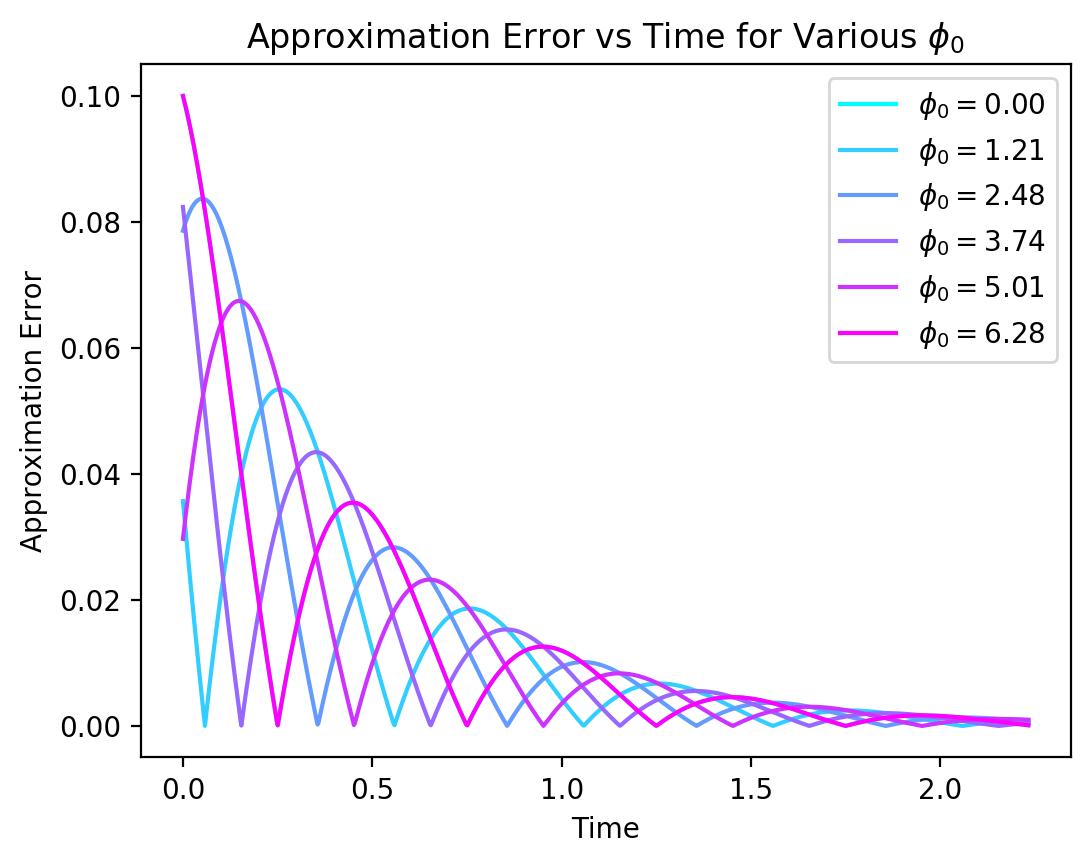 Approximation Error vs Time for Various ϕ₀
ϕ₀ = 0.00
ϕ₀ = 1.21
ϕ₀ = 2.48
ϕ₀ = 3.74
ϕ₀ = 5.01
ϕ₀ = 6.28
0.10
0.08
0.06
0.04
0.02
0.00
Approximation Error
0.0 0.5 1.0 1.5 2.0
Time